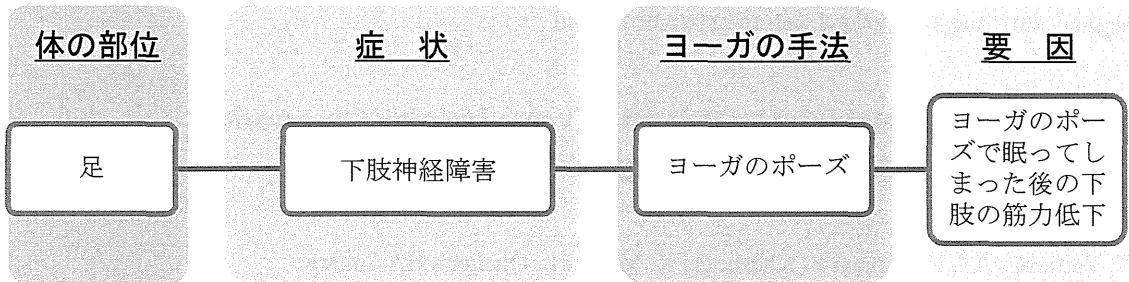 体の部位
症　状
ヨーガの手法
要　因
足
下肢神経障害
ヨーガのポーズ
ヨーガのポー
ズで眠ってし
まった後の下
肢の筋力低下